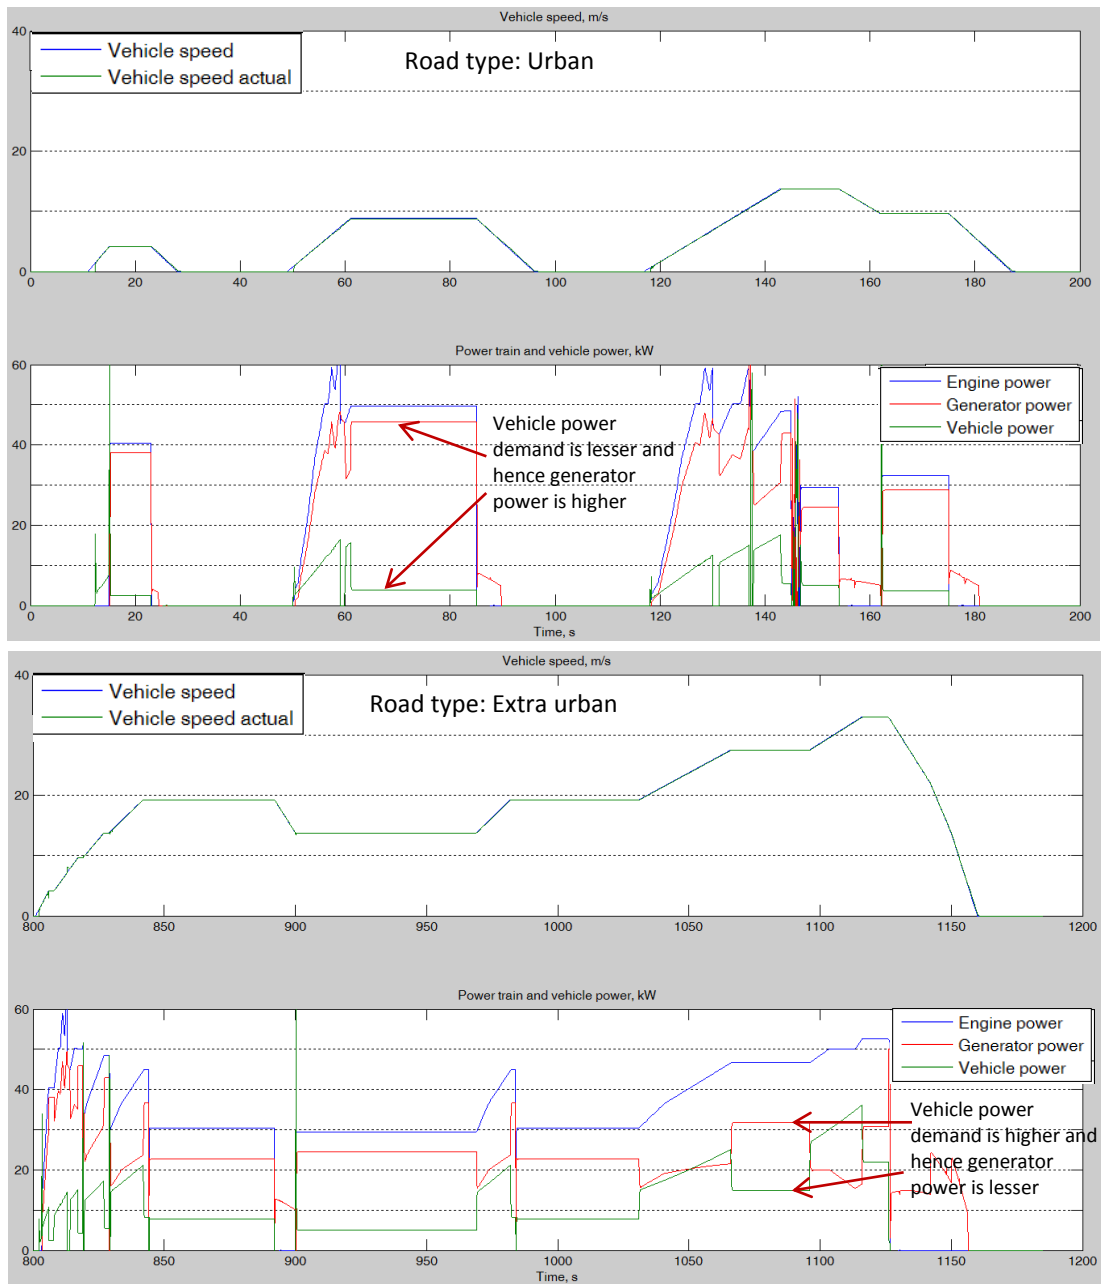 Vehicle speed, m/s
40
20
0
Vehicle speed
Vehicle speed actual
Road type: Urban
0 20 40 60 80 100 120 140 160 180 200
Power train and vehicle power, kW
60
40
20
0
Engine power
Generator power
Vehicle power
Vehicle power
demand is lesser and
hence generator
power is higher
0 20 40 60 80 100 120 140 160 180 200
Time, s
Vehicle speed, m/s
40
20
0
Vehicle speed
Vehicle speed actual
Road type: Extra urban
800 850 900 950 1000 1050 1100 1150 1200
Power train and vehicle power, kW
60
40
20
0
Engine power
Generator power
Vehicle power
Vehicle power
demand is higher and
hence generator
power is lesser
800 850 900 950 1000 1050 1100 1150 1200
Time, s